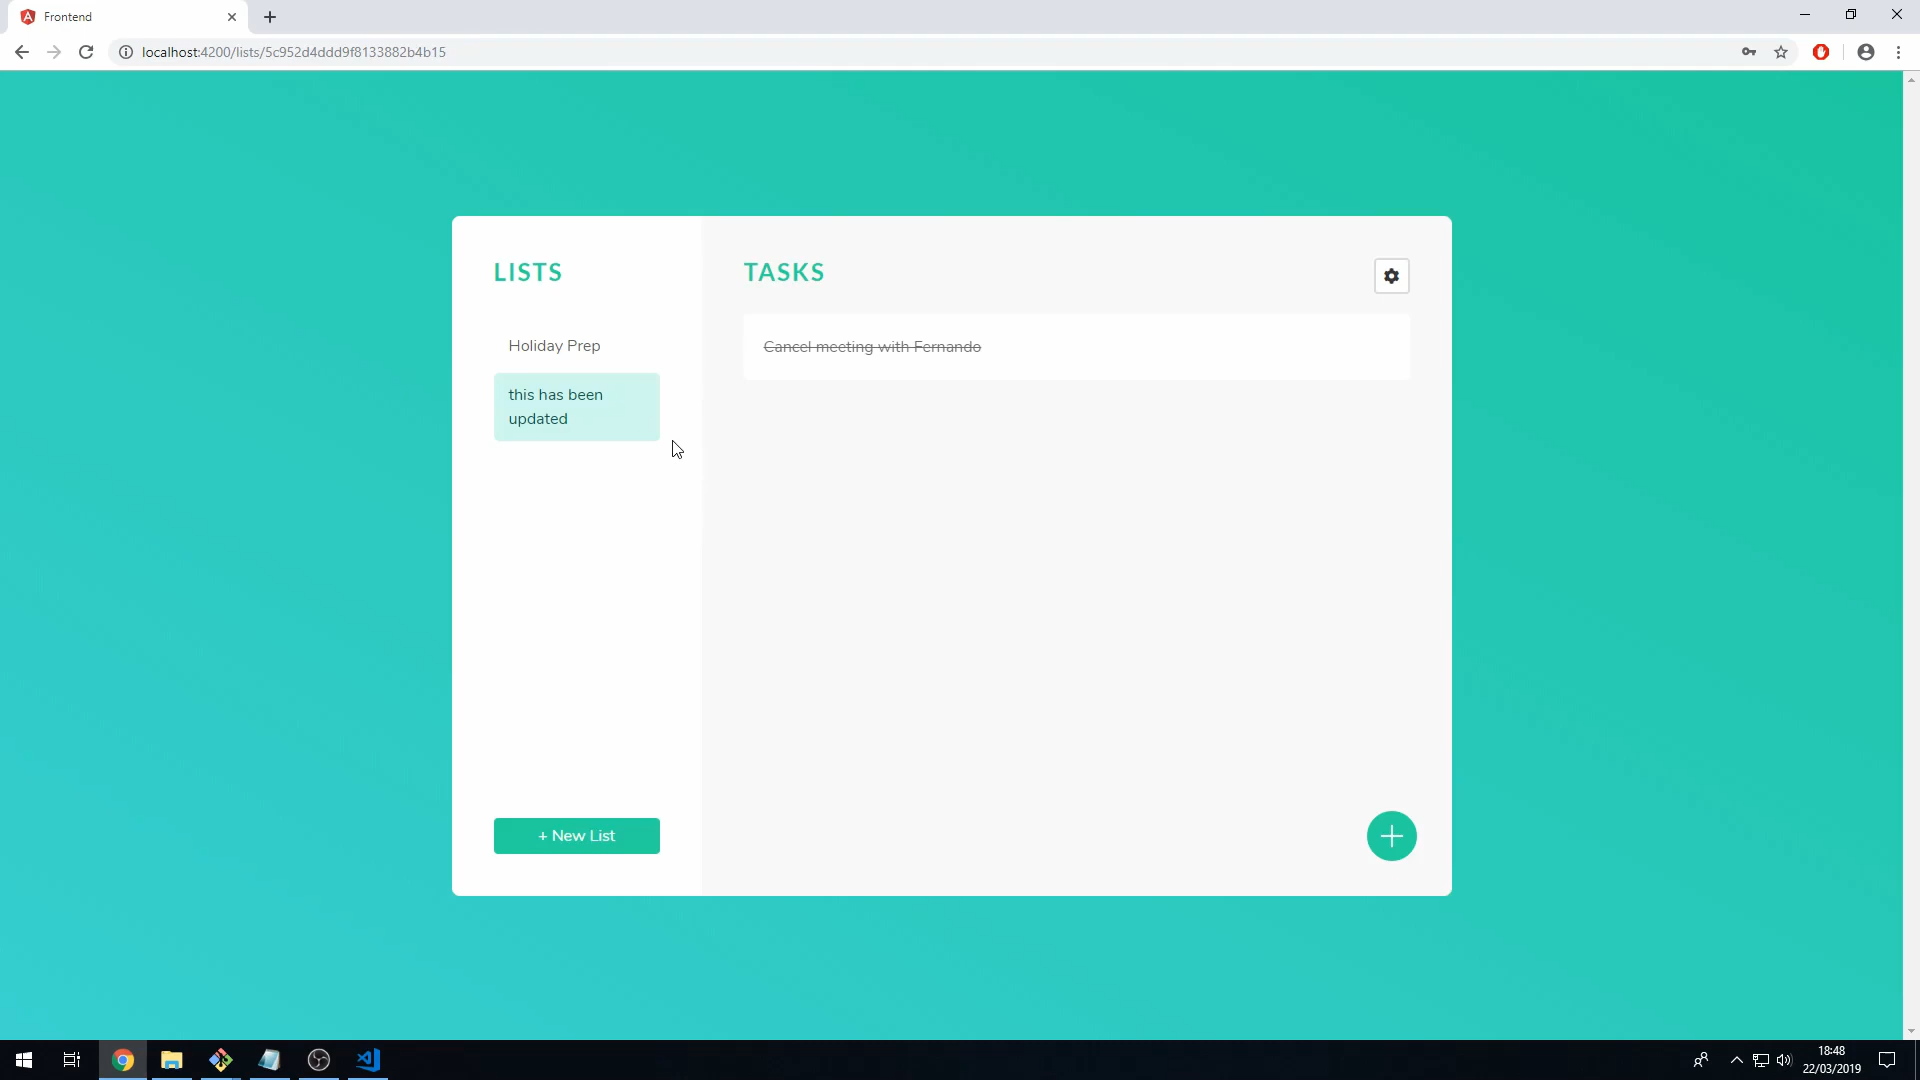 Frontend
localhost:4200/lists/5c952d4ddd9f8133882b4b15
LISTS
Holiday Prep
this has been
updated
+ New List
TASKS
Cancel meeting with Fernando
18:48
22/03/2019